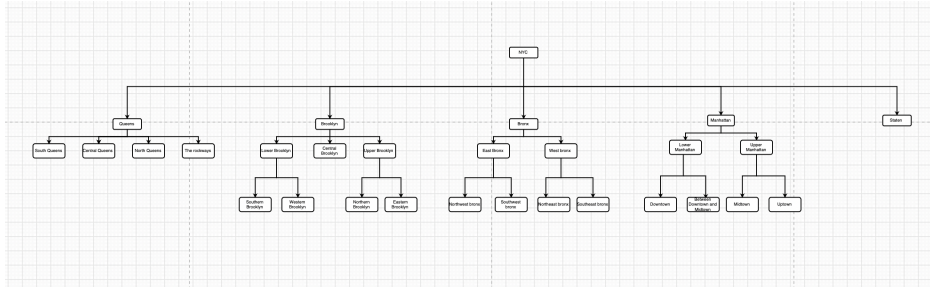 NYC
Queens
Brooklyn
Bronx
Manhattan
Staten
South Queens
Central Queens
North Queens
The rockways
Lower Brooklyn
Central
Brooklyn
Upper Brooklyn
East Bronx
West bronx
Lower
Manhattan
Upper
Manhattan
Southern
Brooklyn
Western
Brooklyn
Northern
Brooklyn
Eastern
Brooklyn
Northwest bronx
Southwest
bronx
Northeast bronx
Southeast bronx
Downtown
Between
Downtown and
Midtown
Midtown
Uptown